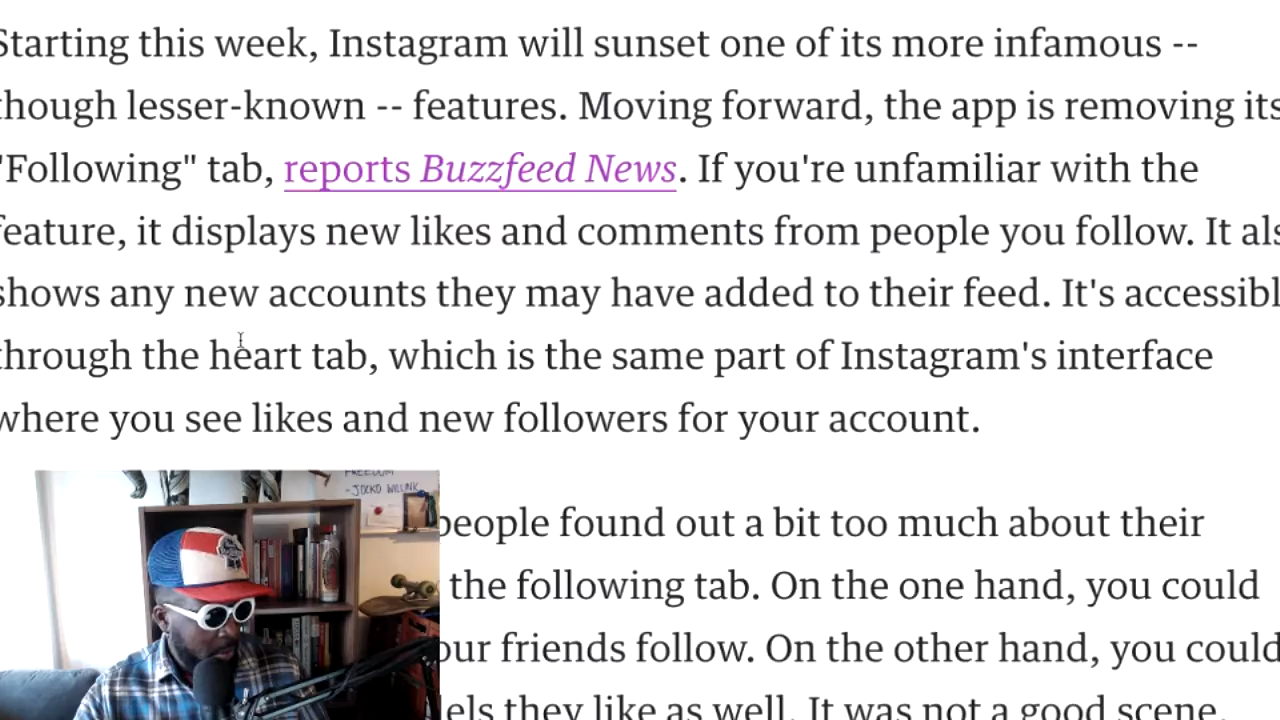 Starting this week, Instagram will sunset one of its more infamous --
though lesser-known -- features. Moving forward, the app is removing its
"Following" tab, reports Buzzfeed News. If you're unfamiliar with the
feature, it displays new likes and comments from people you follow. It als
shows any new accounts they may have added to their feed. It's accessibl
through the heart tab, which is the same part of Instagram's interface
where you see likes and new followers for your account.
FREEDOM
-JOCKO WILLINK
people found out a bit too much about their
the following tab. On the one hand, you could
our friends follow. On the other hand, you could
els they like as well. It was not a good scene.